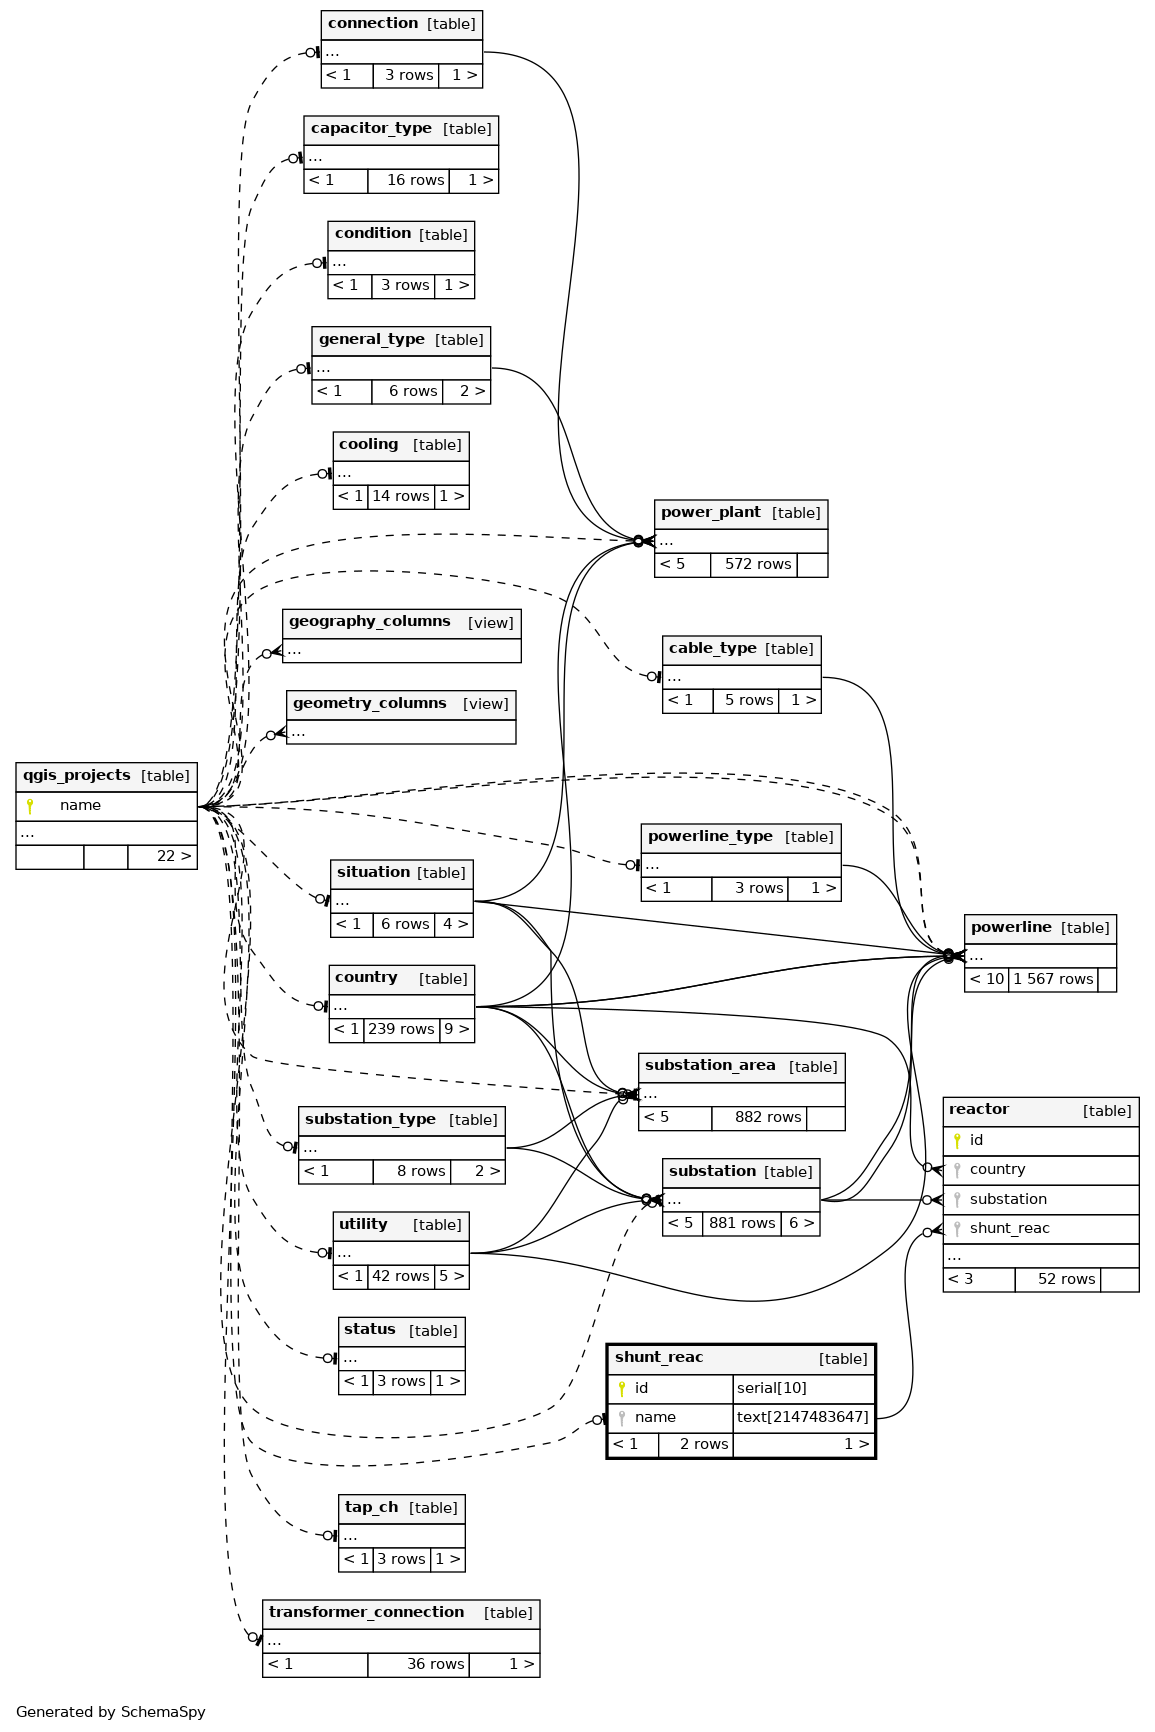 connection [table]
...
< 1 3 rows 1 >
capacitor_type [table]
...
< 1 16 rows 1 >
condition [table]
...
< 1 3 rows 1 >
general_type [table]
...
< 1 6 rows 2 >
cooling [table]
...
< 1 14 rows 1 >
power_plant [table]
...
< 5 572 rows
geography_columns [view]
...
cable_type [table]
...
< 1 5 rows 1 >
geometry_columns [view]
...
qgis_projects [table]
name
...
22 >
powerline_type [table]
...
< 1 3 rows 1 >
situation [table]
...
< 1 6 rows 4 >
powerline [table]
...
< 10 1 567 rows
country [table]
...
< 1 239 rows 9 >
substation_area [table]
...
< 5 882 rows
reactor [table]
id
country
substation
shunt_reac
...
< 3 52 rows
substation_type [table]
...
< 1 8 rows 2 >
substation [table]
...
< 5 881 rows 6 >
utility [table]
...
< 1 42 rows 5 >
status [table]
...
< 1 3 rows 1 >
shunt_reac [table]
id serial[10]
name text[2147483647]
< 1 2 rows 1 >
tap_ch [table]
...
< 1 3 rows 1 >
transformer_connection [table]
...
< 1 36 rows 1 >
Generated by SchemaSpy